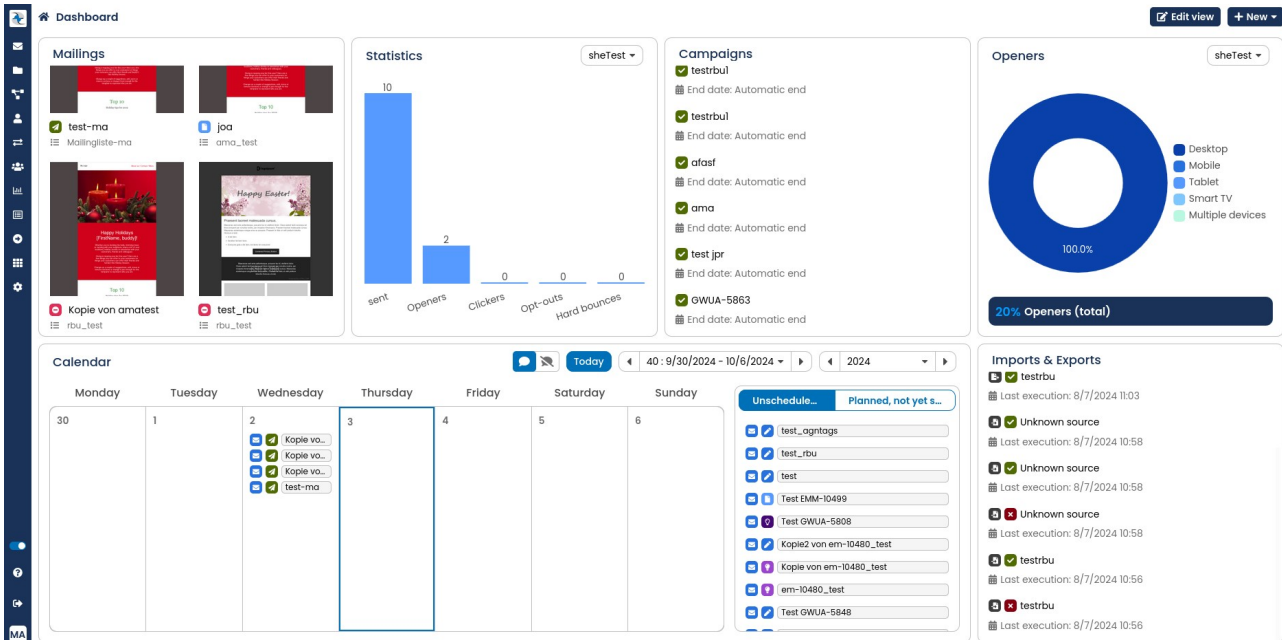 Dashboard
Edit view
New
Mailings
Top 10
test-ma
Mailingliste-ma
joa
ama_test
Happy Holidays
[FirstName, buddy]!
Top 10
Kopie von amatest
rbu_test
Happy Easter!
test_rbu
rbu_test
Statistics
sheTest
10
2
0
0
0
sent
Openers
Clickers
Opt-outs
Hard bounces
Campaigns
testrbu1
End date: Automatic end
testrbu1
End date: Automatic end
afasf
End date: Automatic end
ama
End date: Automatic end
test jpr
End date: Automatic end
GWUA-5863
End date: Automatic end
Openers
sheTest
100.0%
Desktop
Mobile
Tablet
Smart TV
Multiple devices
20% Openers (total)
Calendar
Today
40 : 9/30/2024 - 10/6/2024
2024
Monday
Tuesday
Wednesday
Thursday
Friday
Saturday
Sunday
30
1
2
Kopie vo...
Kopie vo...
Kopie vo...
test-ma
3
4
5
6
Unschedule...
Planned, not yet s...
test_agntags
test_rbu
test
Test EMM-10499
Test GWUA-5808
Kopie2 von em-10480_test
Kopie von em-10480_test
em-10480_test
Test GWUA-5848
Imports & Exports
testrbu
Last execution: 8/7/2024 11:03
Unknown source
Last execution: 8/7/2024 10:58
Unknown source
Last execution: 8/7/2024 10:58
Unknown source
Last execution: 8/7/2024 10:58
testrbu
Last execution: 8/7/2024 10:56
testrbu
Last execution: 8/7/2024 10:56
MA